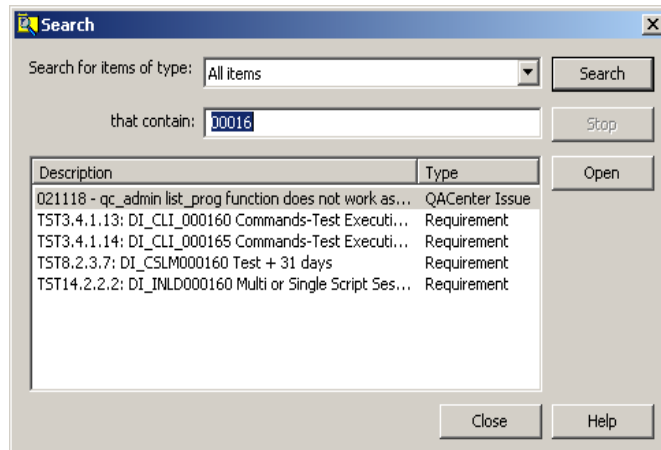 Search
Search for items of type: All items Search
that contain: 00016 Stop
Open
Description Type
021118 - qc_admin list_prog function does not work as... QACenter Issue
TST3.4.1.13: DI_CLI_000160 Commands-Test Executi... Requirement
TST3.4.1.14: DI_CLI_000165 Commands-Test Executi... Requirement
TST8.2.3.7: DI_CSLM000160 Test + 31 days Requirement
TST14.2.2.2: DI_INLD000160 Multi or Single Script Ses... Requirement
Close Help